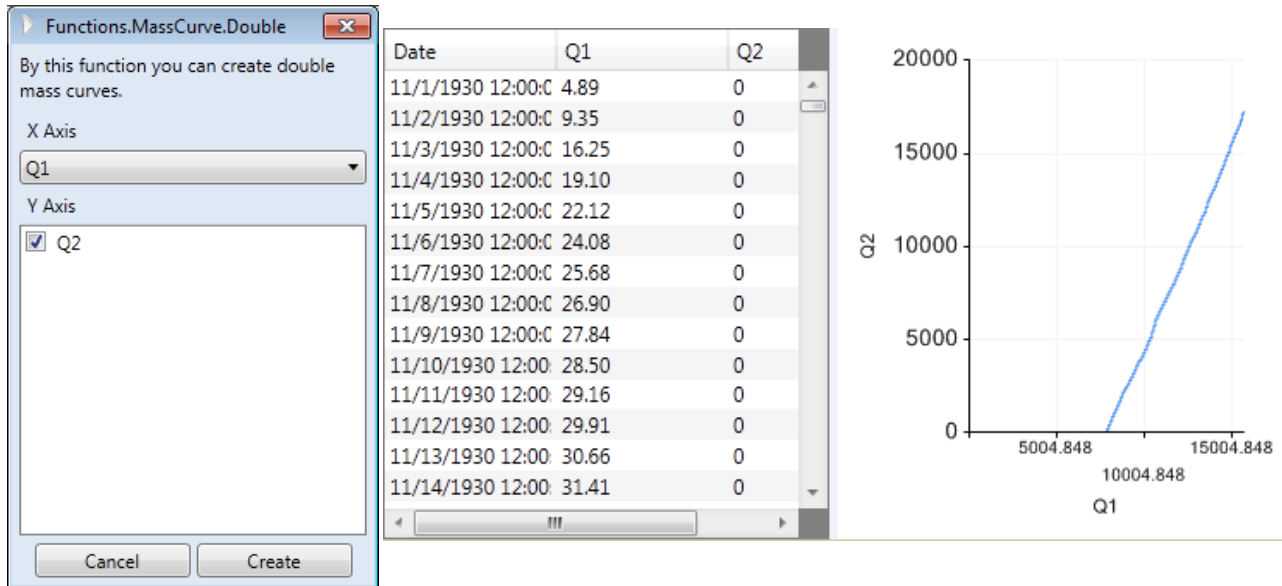 Functions.MassCurve.Double
By this function you can create double
mass curves.
X Axis
Q1
Y Axis
Q2
Cancel Create
Date Q1 Q2
11/1/1930 12:00:0 4.89 0
11/2/1930 12:00:0 9.35 0
11/3/1930 12:00:0 16.25 0
11/4/1930 12:00:0 19.10 0
11/5/1930 12:00:0 22.12 0
11/6/1930 12:00:0 24.08 0
11/7/1930 12:00:0 25.68 0
11/8/1930 12:00:0 26.90 0
11/9/1930 12:00:0 27.84 0
11/10/1930 12:00: 28.50 0
11/11/1930 12:00: 29.16 0
11/12/1930 12:00: 29.91 0
11/13/1930 12:00: 30.66 0
11/14/1930 12:00: 31.41 0
20000
15000
10000
5000
0
Q2
5004.848 15004.848
10004.848
Q1